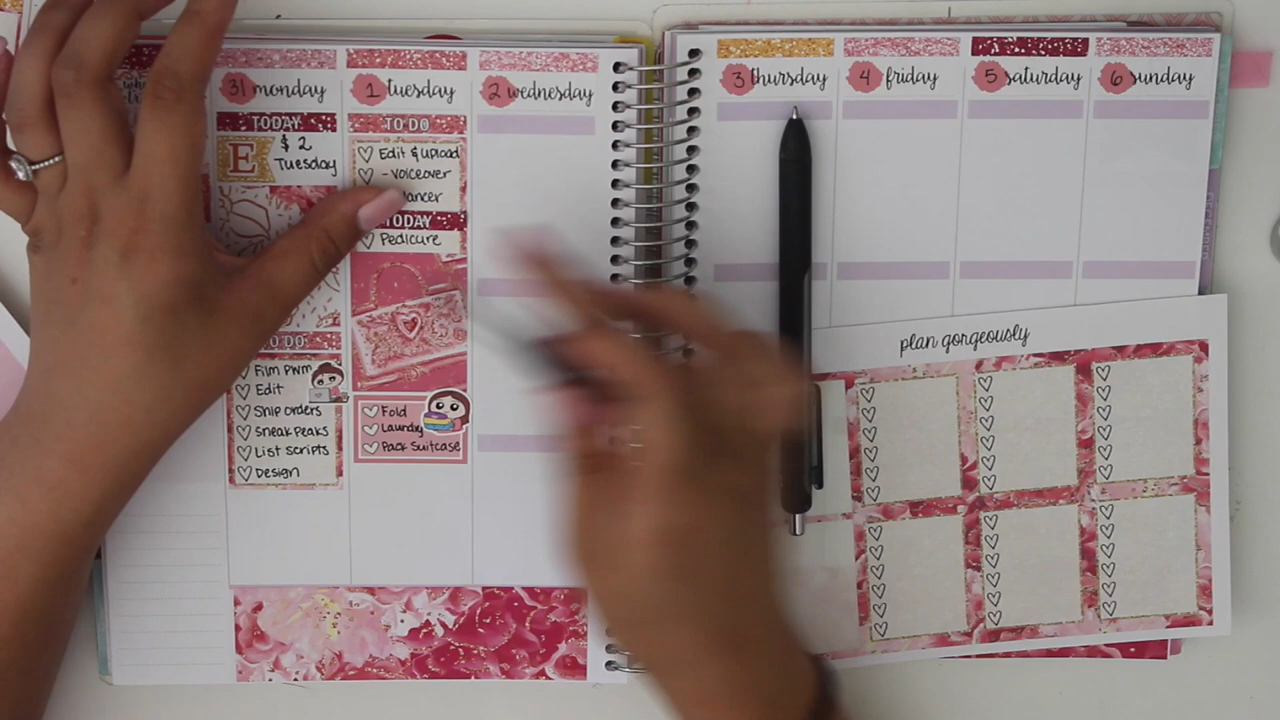 31 monday
TODAY
E
$2
Tuesday
TO DO
Film PWM
Edit
Ship orders
Sneak Peaks
List scripts
Design
1 tuesday
TO DO
Edit & Upload
- Voiceover
TODAY
Pedicure
Fold
Laundry
Pack Suitcase
2 wednesday
3 thursday
4 friday
5 saturday
6 sunday
plan gorgeously